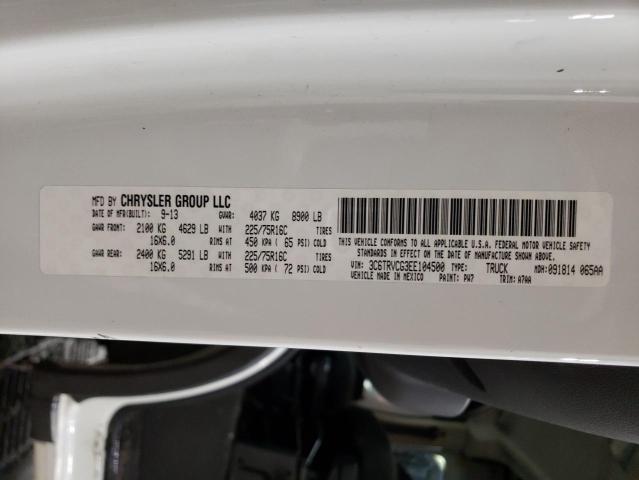 MFD BY CHRYSLER GROUP LLC
DATE OF MFR(BUILT): 9-13 GVWR: 4037 KG 8900 LB
GAWR FRONT: 2100 KG 4629 LB WITH 225/75R16C TIRES
16X6.0 RIMS AT 450 KPA ( 65 PSI) COLD
GAWR REAR: 2400 KG 5291 LB WITH 225/75R16C TIRES
16X6.0 RIMS AT 500 KPA ( 72 PSI) COLD
THIS VEHICLE CONFORMS TO ALL APPLICABLE U.S.A. FEDERAL MOTOR VEHICLE SAFETY
STANDARDS IN EFFECT ON THE DATE OF MANUFACTURE SHOWN ABOVE.
VIN: 3C6TRVCG3EE104500 TYPE: TRUCK MDH: 091814 065AA
VEHICLE MADE IN MEXICO PAINT: PW7 TRIM: A7AA